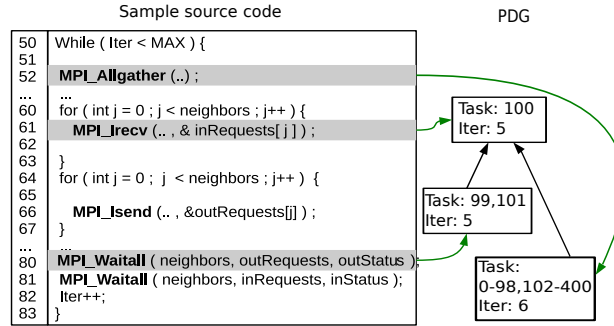 Sample source code
PDG
50 While ( Iter < MAX ) {
51
52 MPI_Allgather (..) ;
... ...
60 for ( int j = 0 ; j < neighbors ; j++ ) {
61 MPI_Irecv (.. , & inRequests[ j ] ) ;
62
63 }
64 for ( int j = 0 ; j < neighbors ; j++ ) {
65
66 MPI_Isend (.. , &outRequests[j] ) ;
67 }
... ...
80 MPI_Waitall ( neighbors, outRequests, outStatus );
81 MPI_Waitall ( neighbors, inRequests, inStatus );
82 Iter++;
83 }
Task: 100
Iter: 5
Task: 99,101
Iter: 5
Task:
0-98,102-400
Iter: 6